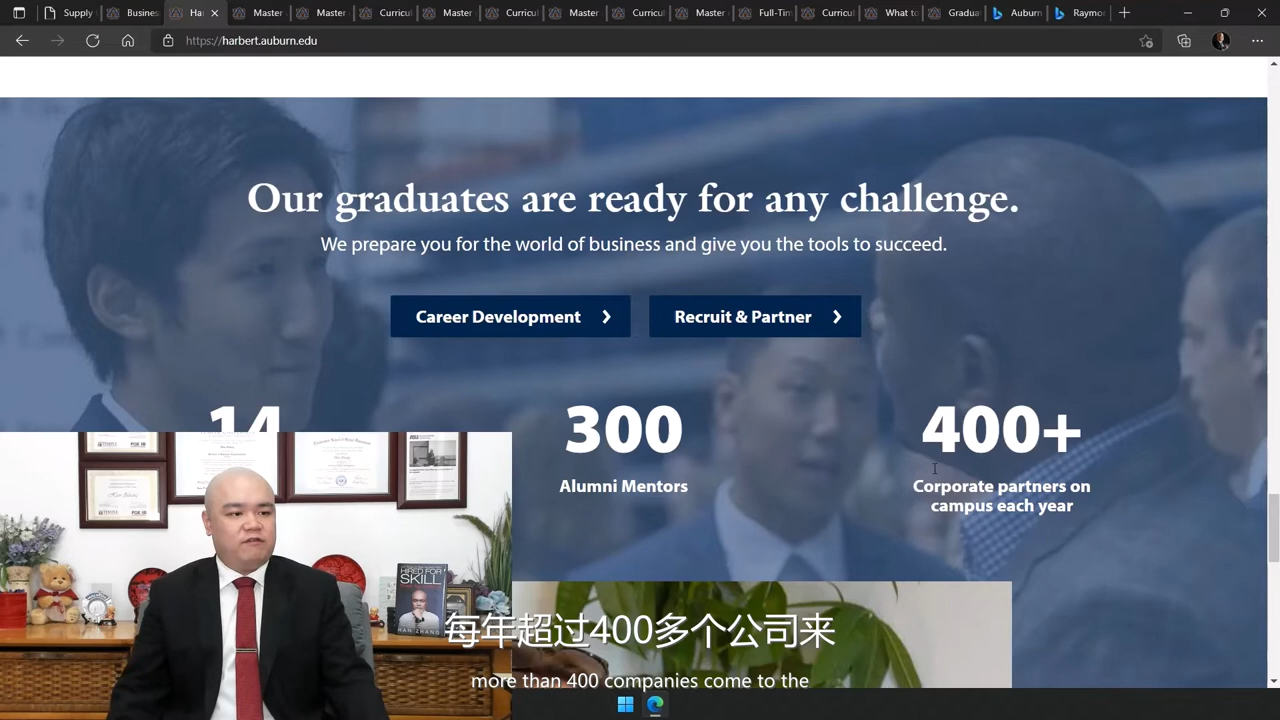 Supply
Busines
Har
Master
Master
Curricul
Master
Curricul
Master
Curricul
Master
Full-Tim
Curricul
What to
Graduat
Auburn
Raymo
https://harbert.auburn.edu
Our graduates are ready for any challenge.
We prepare you for the world of business and give you the tools to succeed.
Career Development
Recruit & Partner
14
300
400+
Alumni Mentors
Corporate partners on
campus each year
HIRED FOR
SKILL
HAN ZHANG
每年超过400多个公司来
more than 400 companies come to the